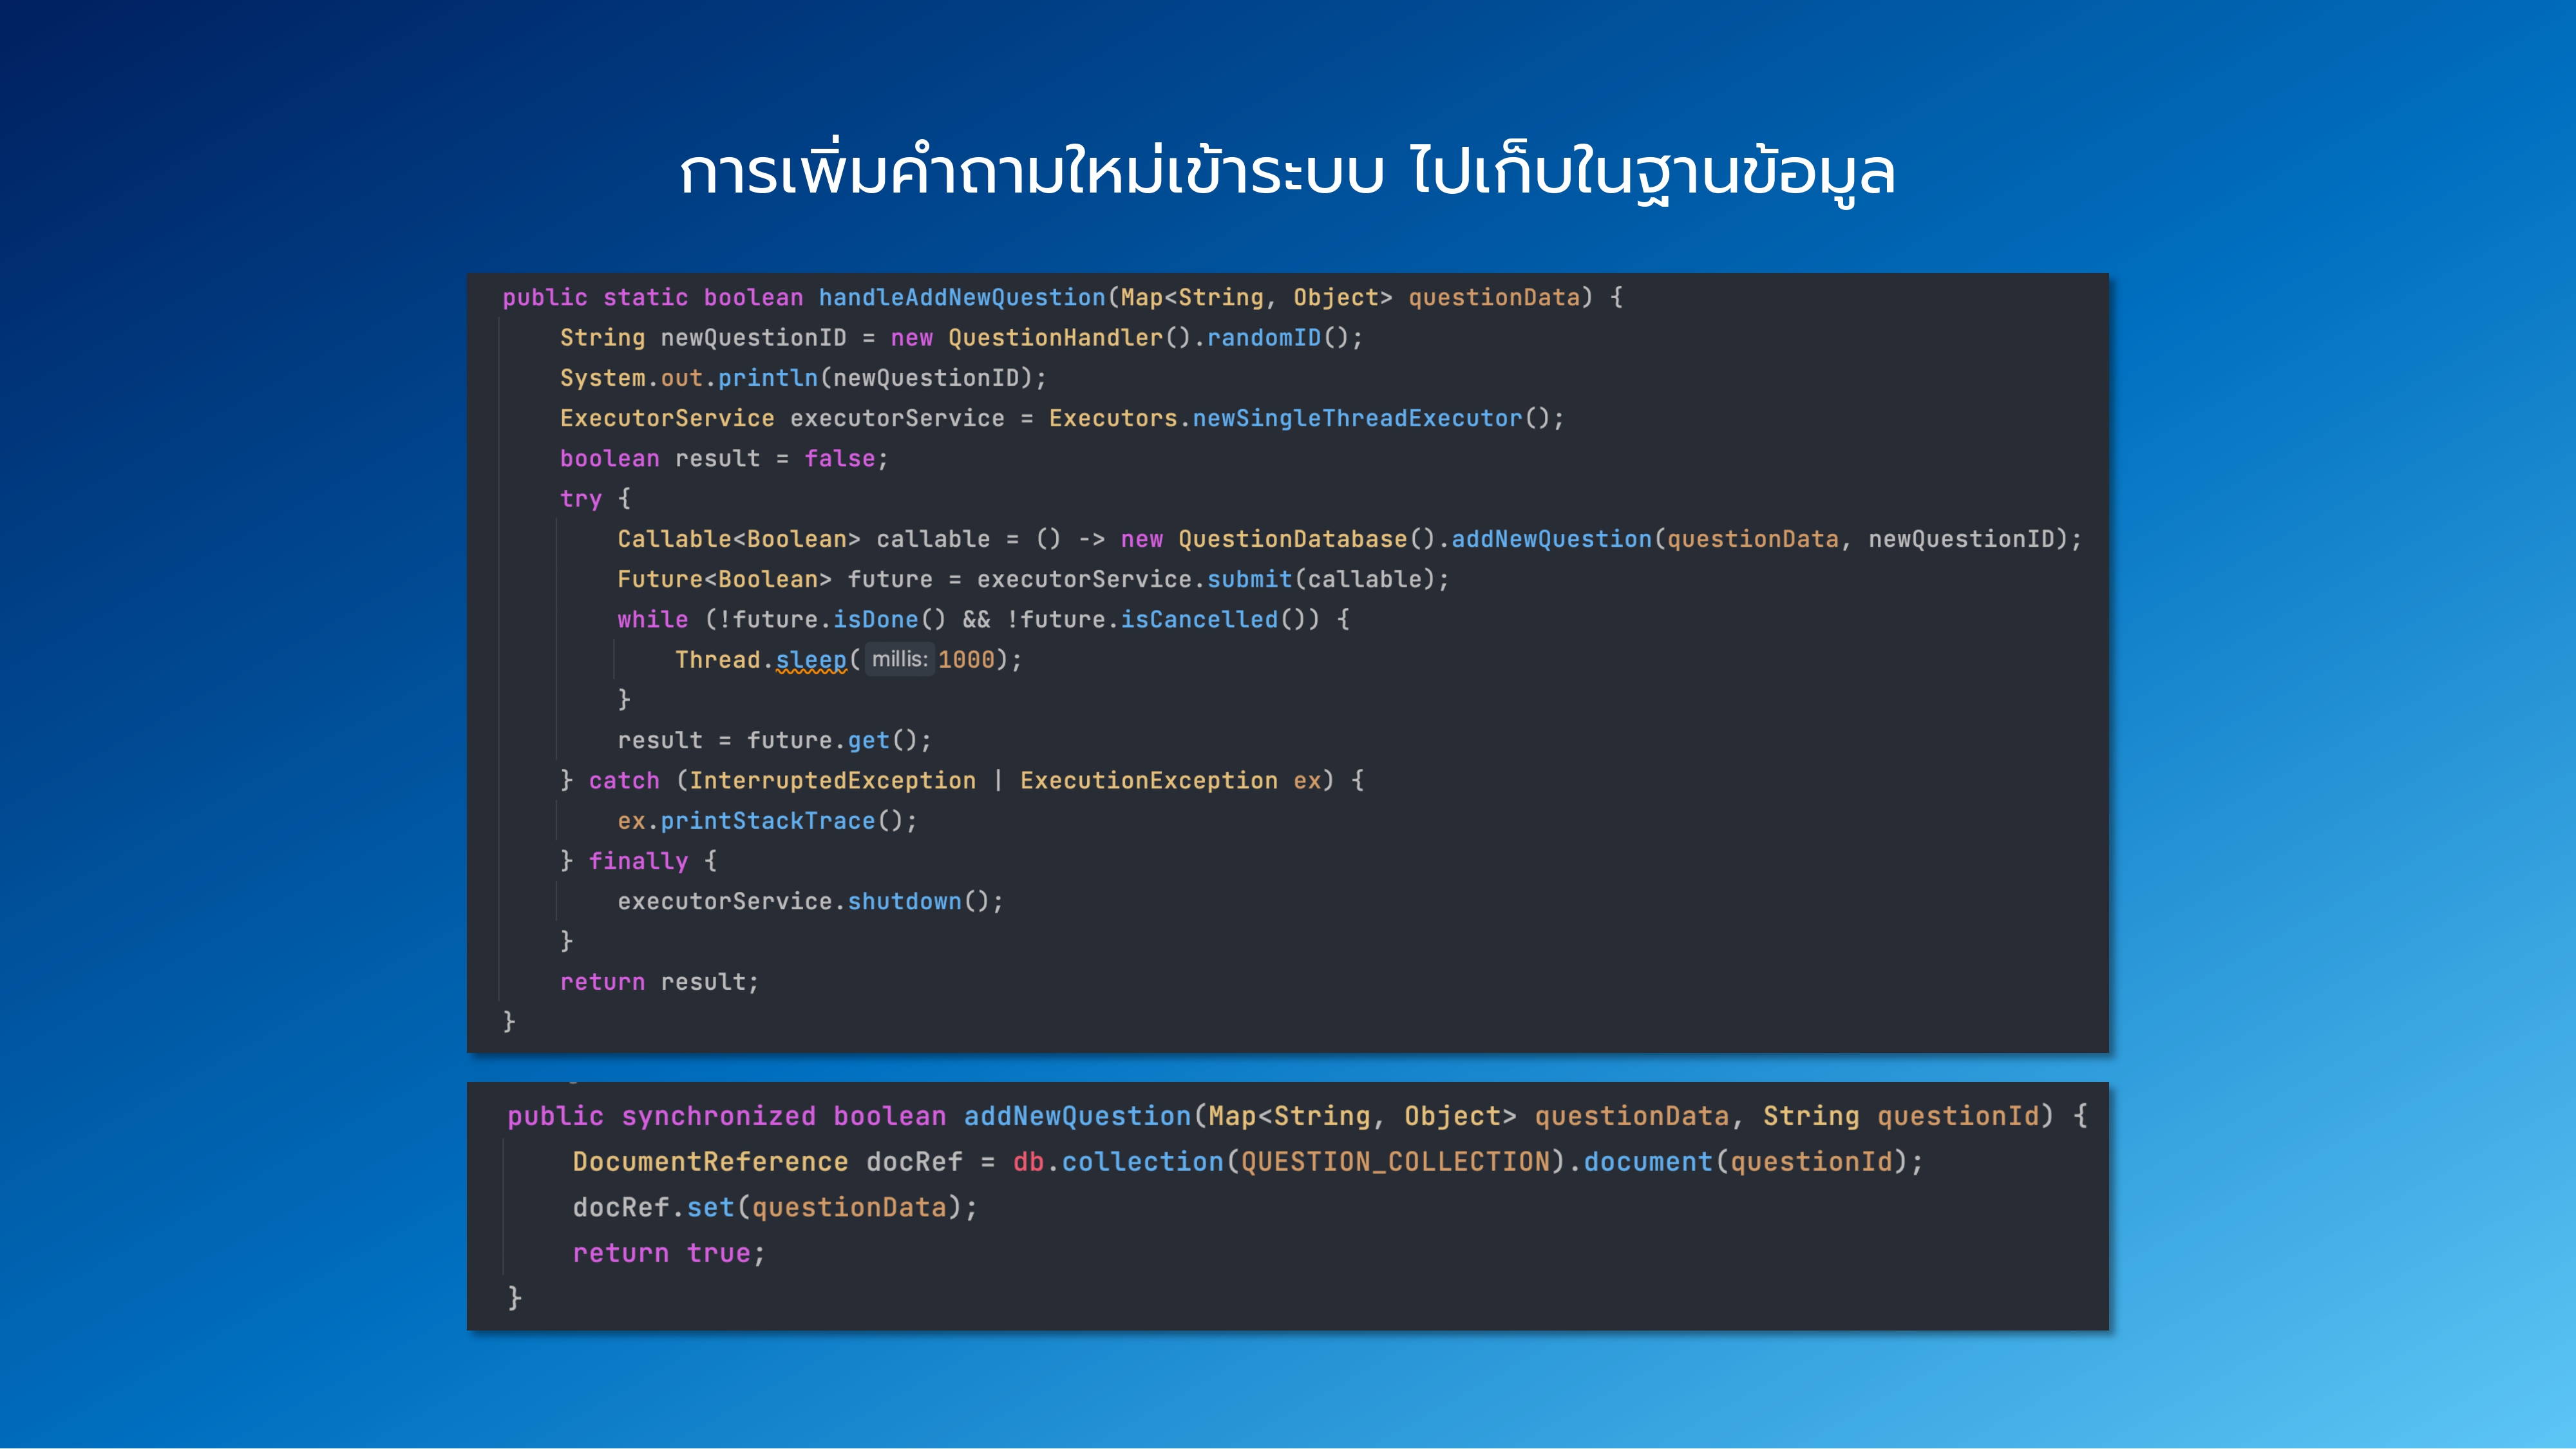 การเพิ่มคำถามใหม่เข้าระบบ ไปเก็บในฐานข้อมูล
public static boolean handleAddNewQuestion(Map<String, Object> questionData) {
    String newQuestionID = new QuestionHandler().randomID();
    System.out.println(newQuestionID);
    ExecutorService executorService = Executors.newSingleThreadExecutor();
    boolean result = false;
    try {
        Callable<Boolean> callable = () -> new QuestionDatabase().addNewQuestion(questionData, newQuestionID);
        Future<Boolean> future = executorService.submit(callable);
        while (!future.isDone() && !future.isCancelled()) {
            Thread.sleep( millis: 1000);
        }
        result = future.get();
    } catch (InterruptedException | ExecutionException ex) {
        ex.printStackTrace();
    } finally {
        executorService.shutdown();
    }
    return result;
}
public synchronized boolean addNewQuestion(Map<String, Object> questionData, String questionId) {
    DocumentReference docRef = db.collection(QUESTION_COLLECTION).document(questionId);
    docRef.set(questionData);
    return true;
}